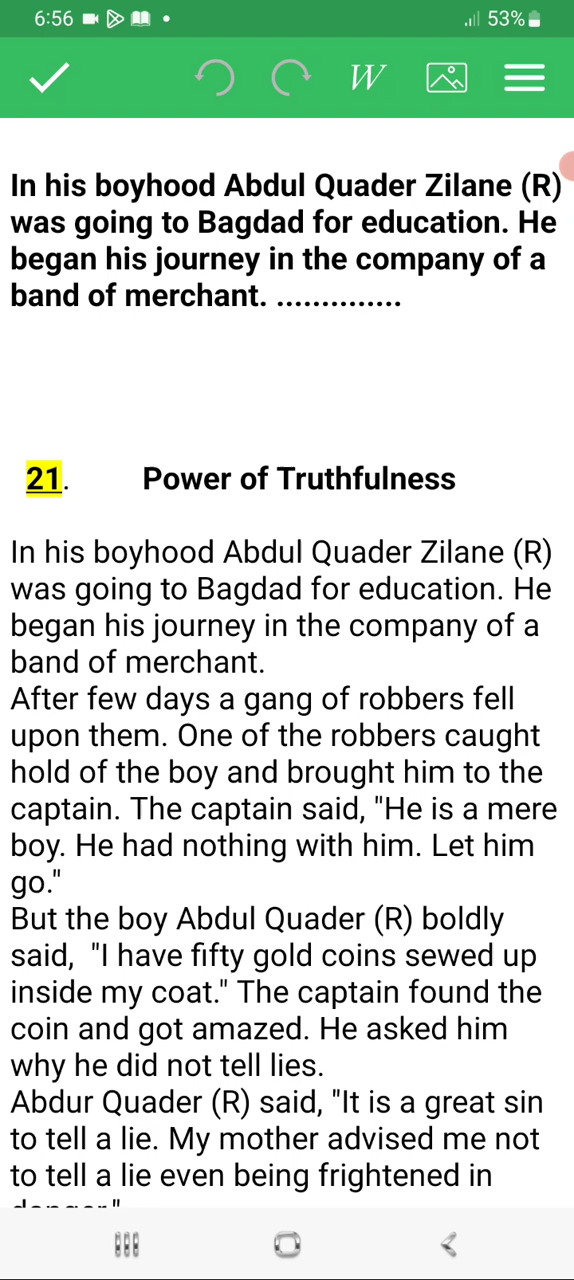 6:56
53%
W
In his boyhood Abdul Quader Zilane (R)
was going to Bagdad for education. He
began his journey in the company of a
band of merchant. ..............
21. Power of Truthfulness
In his boyhood Abdul Quader Zilane (R)
was going to Bagdad for education. He
began his journey in the company of a
band of merchant.
After few days a gang of robbers fell
upon them. One of the robbers caught
hold of the boy and brought him to the
captain. The captain said, "He is a mere
boy. He had nothing with him. Let him
go."
But the boy Abdul Quader (R) boldly
said,  "I have fifty gold coins sewed up
inside my coat." The captain found the
coin and got amazed. He asked him
why he did not tell lies.
Abdur Quader (R) said, "It is a great sin
to tell a lie. My mother advised me not
to tell a lie even being frightened in